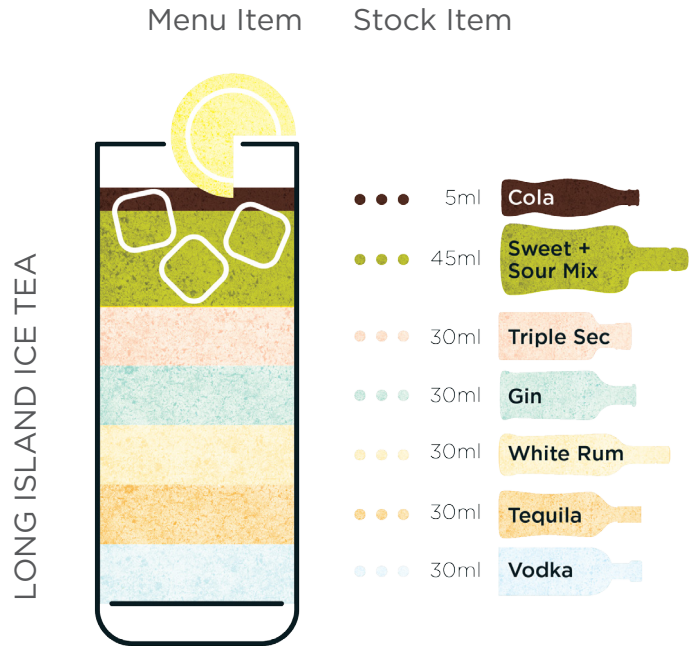 Menu Item Stock Item
LONG ISLAND ICE TEA
5ml Cola
45ml Sweet +
Sour Mix
30ml Triple Sec
30ml Gin
30ml White Rum
30ml Tequila
30ml Vodka